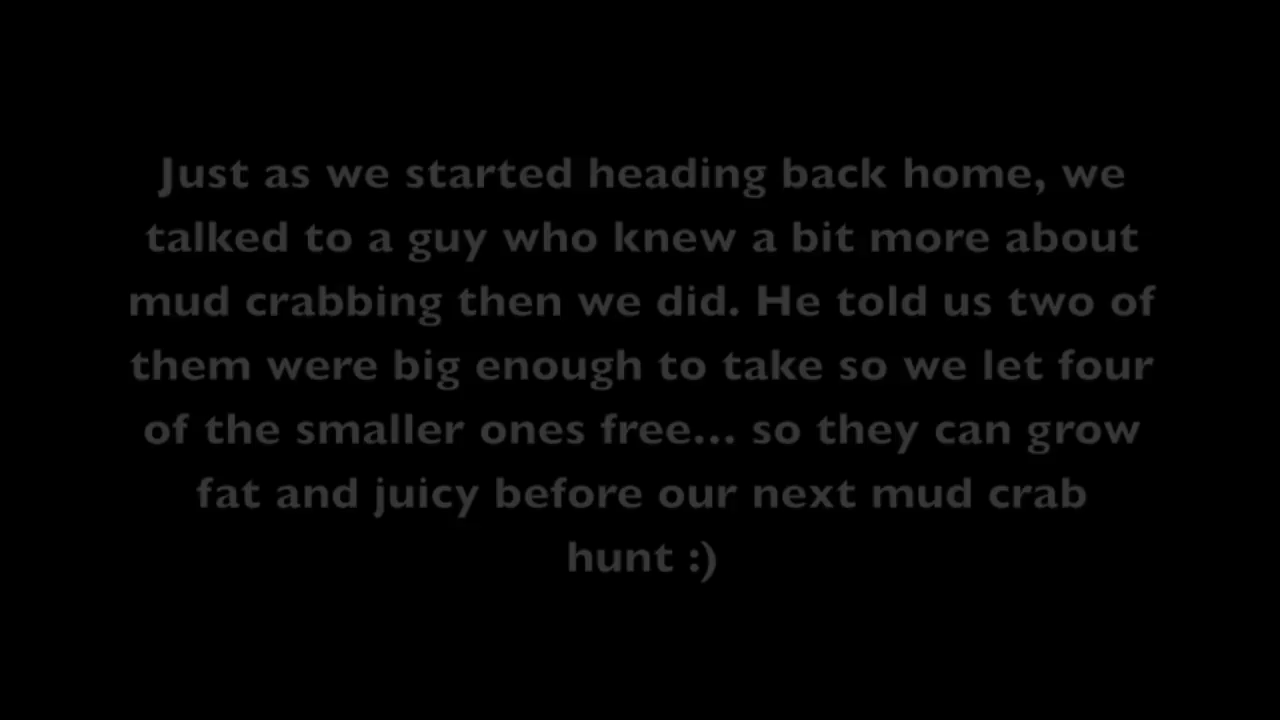 Just as we started heading back home, we
talked to a guy who knew a bit more about
mud crabbing then we did. He told us two of
them were big enough to take so we let four
of the smaller ones free... so they can grow
fat and juicy before our next mud crab
hunt :)